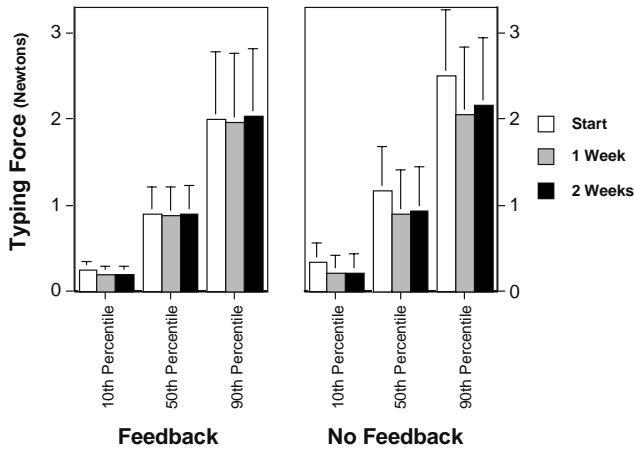 Typing Force (Newtons)
3
2
1
0
3
2
1
0
10th Percentile
50th Percentile
90th Percentile
10th Percentile
50th Percentile
90th Percentile
Feedback
No Feedback
Start
1 Week
2 Weeks